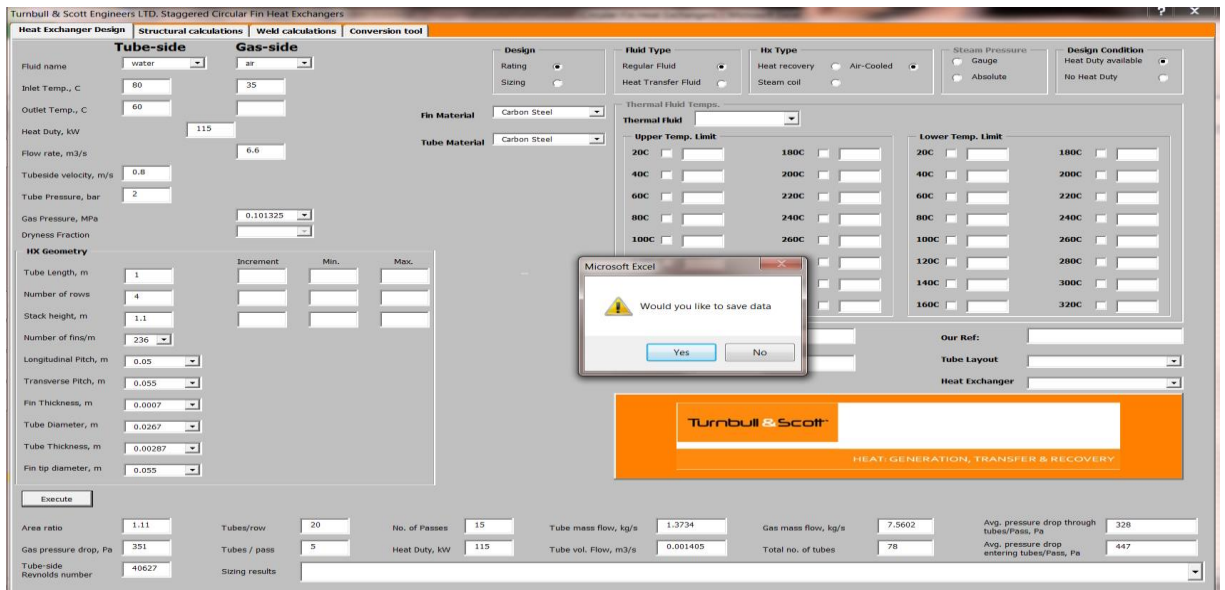 Turnbull & Scott Engineers LTD. Staggered Circular Fin Heat Exchangers
Heat Exchanger Design Structural calculations Weld calculations Conversion tool
Tube-side Gas-side
Fluid name water air
Inlet Temp., C 80 35
Outlet Temp., C 60
Heat Duty, kW 115
Flow rate, m3/s 6.6
Tubeside velocity, m/s 0.8
Tube Pressure, bar 2
Gas Pressure, MPa 0.101325
Dryness Fraction
Fin Material Carbon Steel
Tube Material Carbon Steel
Design
Rating
Sizing
Fluid Type
Regular Fluid
Heat Transfer Fluid
Hx Type
Heat recovery Air-Cooled
Steam coil
Steam Pressure
Gauge
Absolute
Design Condition
Heat Duty available
No Heat Duty
Thermal Fluid Temps.
Thermal Fluid
Upper Temp. Limit Lower Temp. Limit
20C 180C 20C 180C
40C 200C 40C 200C
60C 220C 60C 220C
80C 240C 80C 240C
100C 260C 100C 260C
120C 280C
140C 300C
160C 320C
HX Geometry
Increment Min. Max.
Tube Length, m 1
Number of rows 4
Stack height, m 1.1
Number of fins/m 236
Longitudinal Pitch, m 0.05
Transverse Pitch, m 0.055
Fin Thickness, m 0.0007
Tube Diameter, m 0.0267
Tube Thickness, m 0.00287
Fin tip diameter, m 0.055
Microsoft Excel
Would you like to save data
Yes No
Our Ref:
Tube Layout
Heat Exchanger
Turnbull & Scott
HEAT: GENERATION, TRANSFER & RECOVERY
Execute
Area ratio 1.11 Tubes/row 20 No. of Passes 15 Tube mass flow, kg/s 1.3734 Gas mass flow, kg/s 7.5602 Avg. pressure drop through tubes/Pass, Pa 328
Gas pressure drop, Pa 351 Tubes / pass 5 Heat Duty, kW 115 Tube vol. Flow, m3/s 0.001405 Total no. of tubes 78 Avg. pressure drop entering tubes/Pass, Pa 447
Tube-side Reynolds number 40627 Sizing results